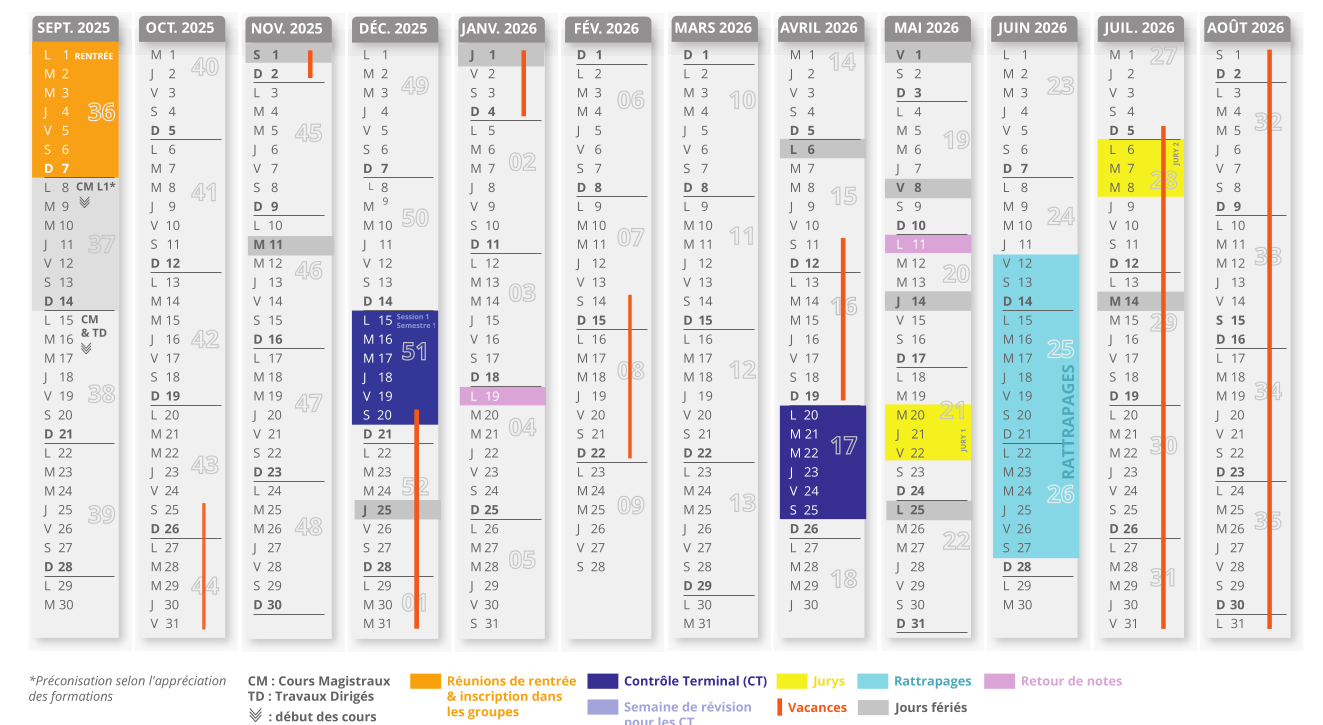 SEPT. 2025
L 1 RENTRÉE
M 2
M 3
J 4
36
V 5
S 6
D 7
L 8 CM L1*
M 9
M 10
J 11
37
V 12
S 13
D 14
L 15 CM
& TD
M 16
M 17
J 18
V 19
38
S 20
D 21
L 22
M 23
M 24
J 25
39
V 26
S 27
D 28
L 29
M 30
OCT. 2025
M 1
40
J 2
V 3
S 4
D 5
L 6
M 7
M 8
41
J 9
V 10
S 11
D 12
L 13
M 14
M 15
J 16
42
V 17
S 18
D 19
L 20
M 21
M 22
43
J 23
V 24
S 25
D 26
L 27
M 28
M 29
44
J 30
V 31
NOV. 2025
S 1
D 2
L 3
M 4
M 5
45
J 6
V 7
S 8
D 9
L 10
M 11
M 12
46
J 13
V 14
S 15
D 16
L 17
M 18
M 19
47
J 20
V 21
S 22
D 23
L 24
M 25
M 26
48
J 27
V 28
S 29
D 30
DÉC. 2025
L 1
M 2
49
M 3
J 4
V 5
S 6
D 7
L 8
M 9
50
M 10
J 11
V 12
S 13
D 14
L 15 Session 1
Semestre 1
M 16
51
M 17
J 18
V 19
S 20
D 21
L 22
M 23
M 24
52
J 25
V 26
S 27
D 28
L 29
M 30
01
M 31
JANV. 2026
J 1
V 2
S 3
D 4
L 5
M 6
02
M 7
J 8
V 9
S 10
D 11
L 12
M 13
03
M 14
J 15
V 16
S 17
D 18
L 19
M 20
04
M 21
J 22
V 23
S 24
D 25
L 26
M 27
05
M 28
J 29
V 30
S 31
FÉV. 2026
D 1
L 2
M 3
06
M 4
J 5
V 6
S 7
D 8
L 9
M 10
07
M 11
J 12
V 13
S 14
D 15
L 16
M 17
08
M 18
J 19
V 20
S 21
D 22
L 23
M 24
09
M 25
J 26
V 27
S 28
MARS 2026
D 1
L 2
M 3
10
M 4
J 5
V 6
S 7
D 8
L 9
M 10
11
M 11
J 12
V 13
S 14
D 15
L 16
M 17
12
M 18
J 19
V 20
S 21
D 22
L 23
M 24
13
M 25
J 26
V 27
S 28
D 29
L 30
M 31
AVRIL 2026
M 1
14
J 2
V 3
S 4
D 5
L 6
M 7
M 8
15
J 9
V 10
S 11
D 12
L 13
M 14
16
M 15
J 16
V 17
S 18
D 19
L 20
M 21
17
M 22
J 23
V 24
S 25
D 26
L 27
M 28
18
M 29
J 30
MAI 2026
V 1
S 2
D 3
L 4
M 5
19
M 6
J 7
V 8
S 9
D 10
L 11
M 12
20
M 13
J 14
V 15
S 16
D 17
L 18
M 19
21
M 20
J 21
JURY 1
V 22
S 23
D 24
L 25
M 26
22
M 27
J 28
V 29
S 30
D 31
JUIN 2026
L 1
M 2
23
M 3
J 4
V 5
S 6
D 7
L 8
M 9
24
M 10
J 11
V 12
S 13
D 14
L 15
M 16
25
M 17
J 18
V 19
S 20
RATTRAPAGES
D 21
L 22
M 23
M 24
26
J 25
V 26
S 27
D 28
L 29
M 30
JUIL. 2026
M 1
27
J 2
V 3
S 4
D 5
L 6
JURY 2
M 7
28
M 8
J 9
V 10
S 11
D 12
L 13
M 14
M 15
29
J 16
V 17
S 18
D 19
L 20
M 21
30
M 22
J 23
V 24
S 25
D 26
L 27
M 28
31
M 29
J 30
V 31
AOÛT 2026
S 1
D 2
L 3
M 4
32
M 5
J 6
V 7
S 8
D 9
L 10
M 11
33
M 12
J 13
V 14
S 15
D 16
L 17
M 18
34
M 19
J 20
V 21
S 22
D 23
L 24
M 25
35
M 26
J 27
V 28
S 29
D 30
L 31
*Préconisation selon l'appréciation
des formations
CM : Cours Magistraux
TD : Travaux Dirigés
: début des cours
Réunions de rentrée
& inscription dans
les groupes
Contrôle Terminal (CT)
Semaine de révision
pour les CT
Jurys
Vacances
Rattrapages
Jours fériés
Retour de notes